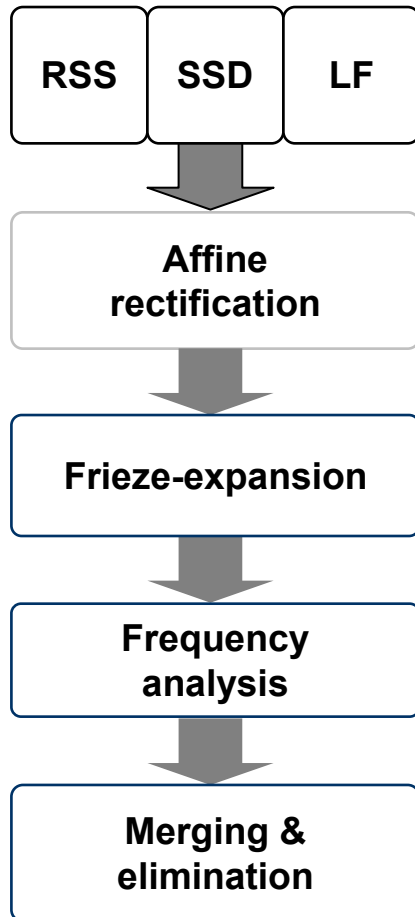 RSS SSD LF
Affine
rectification
Frieze-expansion
Frequency
analysis
Merging &
elimination